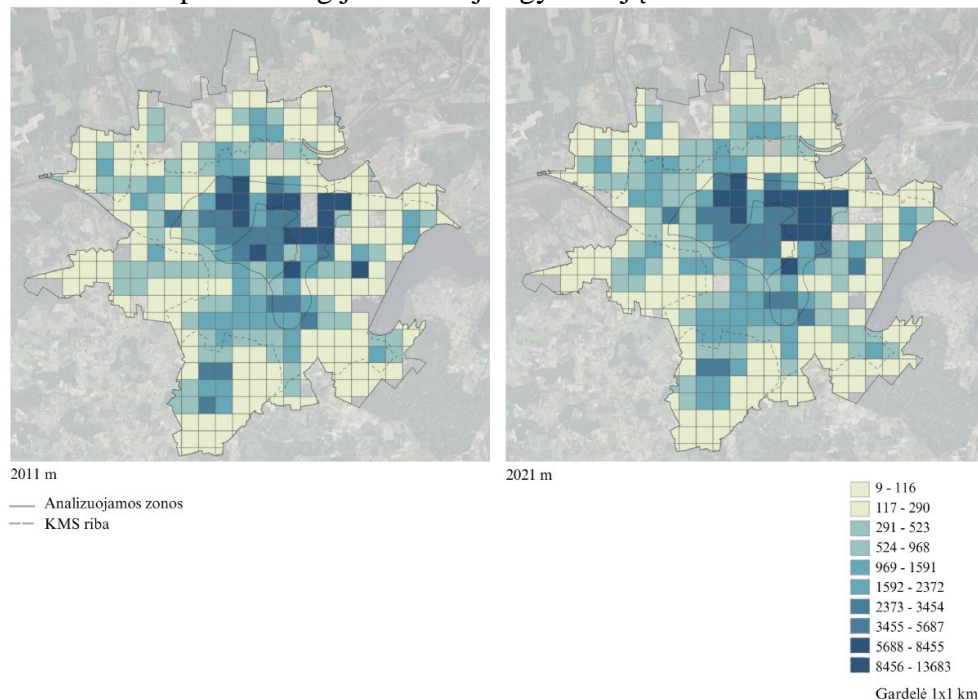 2011 m
2021 m
Analizuojamos zonos
KMS riba
9 - 116
117 - 290
291 - 523
524 - 968
969 - 1591
1592 - 2372
2373 - 3454
3455 - 5687
5688 - 8455
8456 - 13683
Gardelė 1x1 km